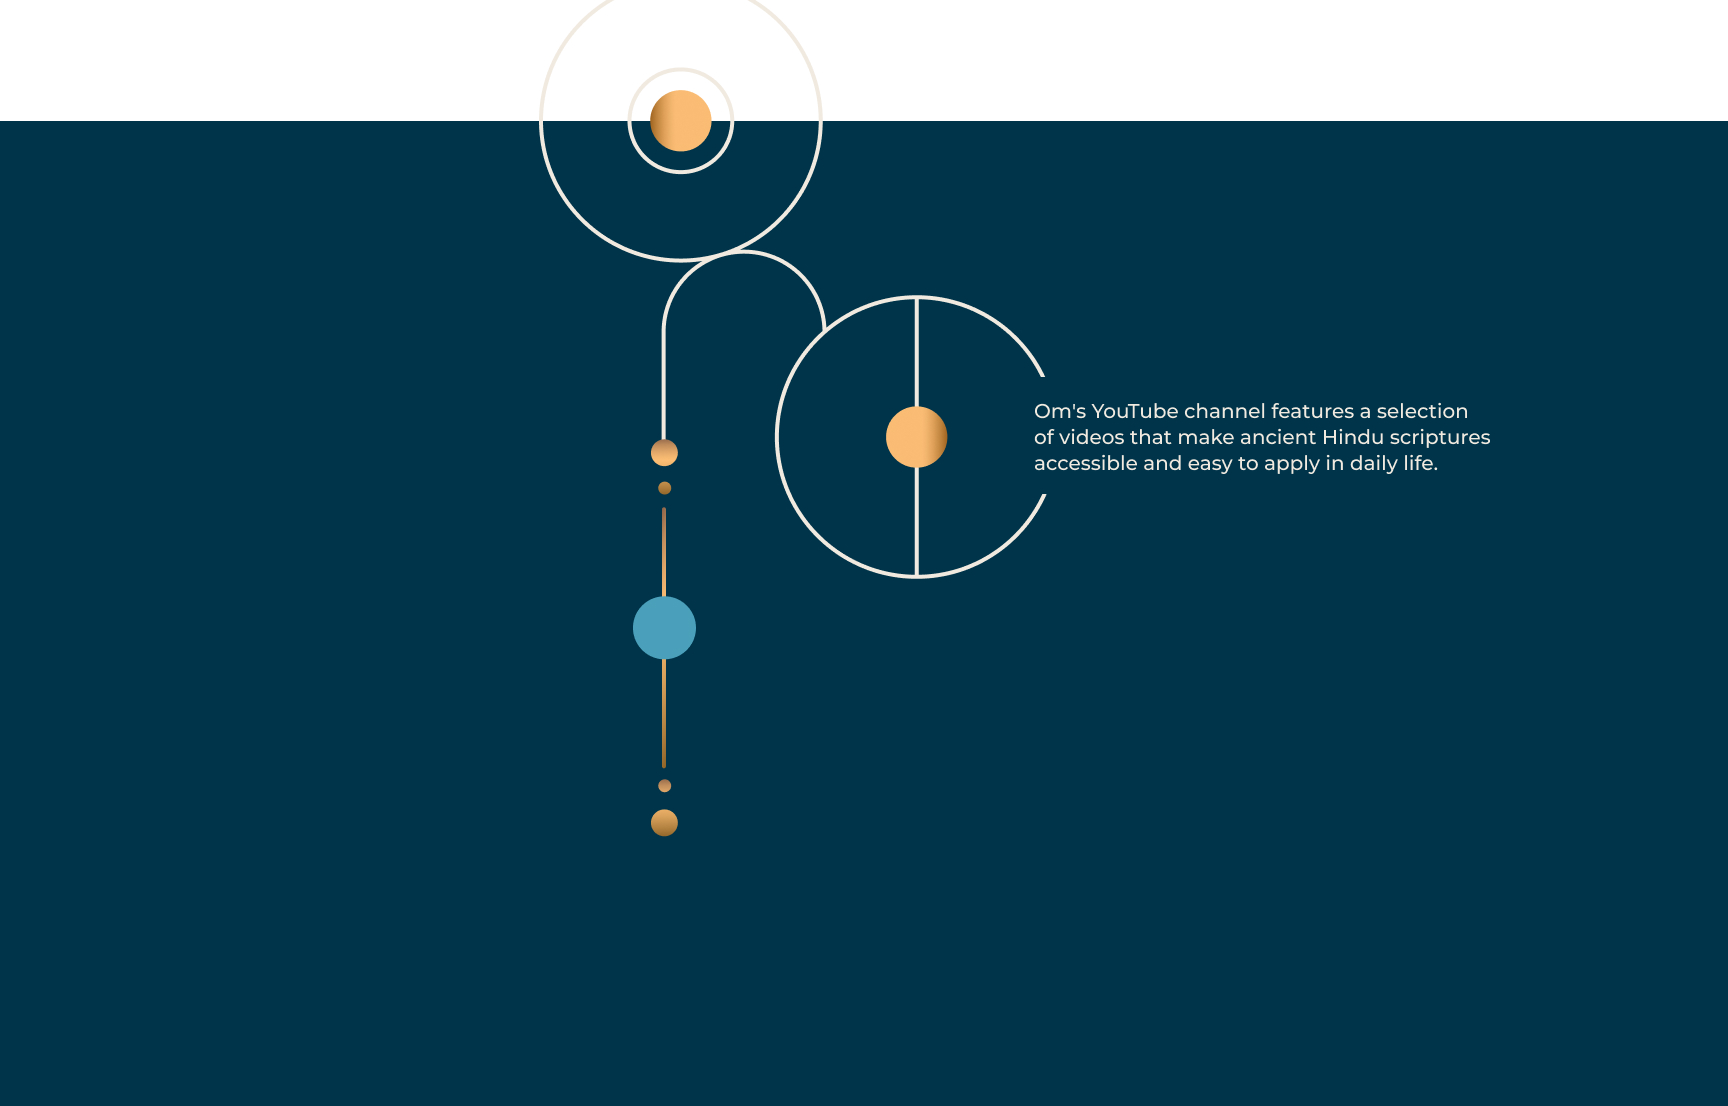 Om's YouTube channel features a selection
of videos that make ancient Hindu scriptures
accessible and easy to apply in daily life.